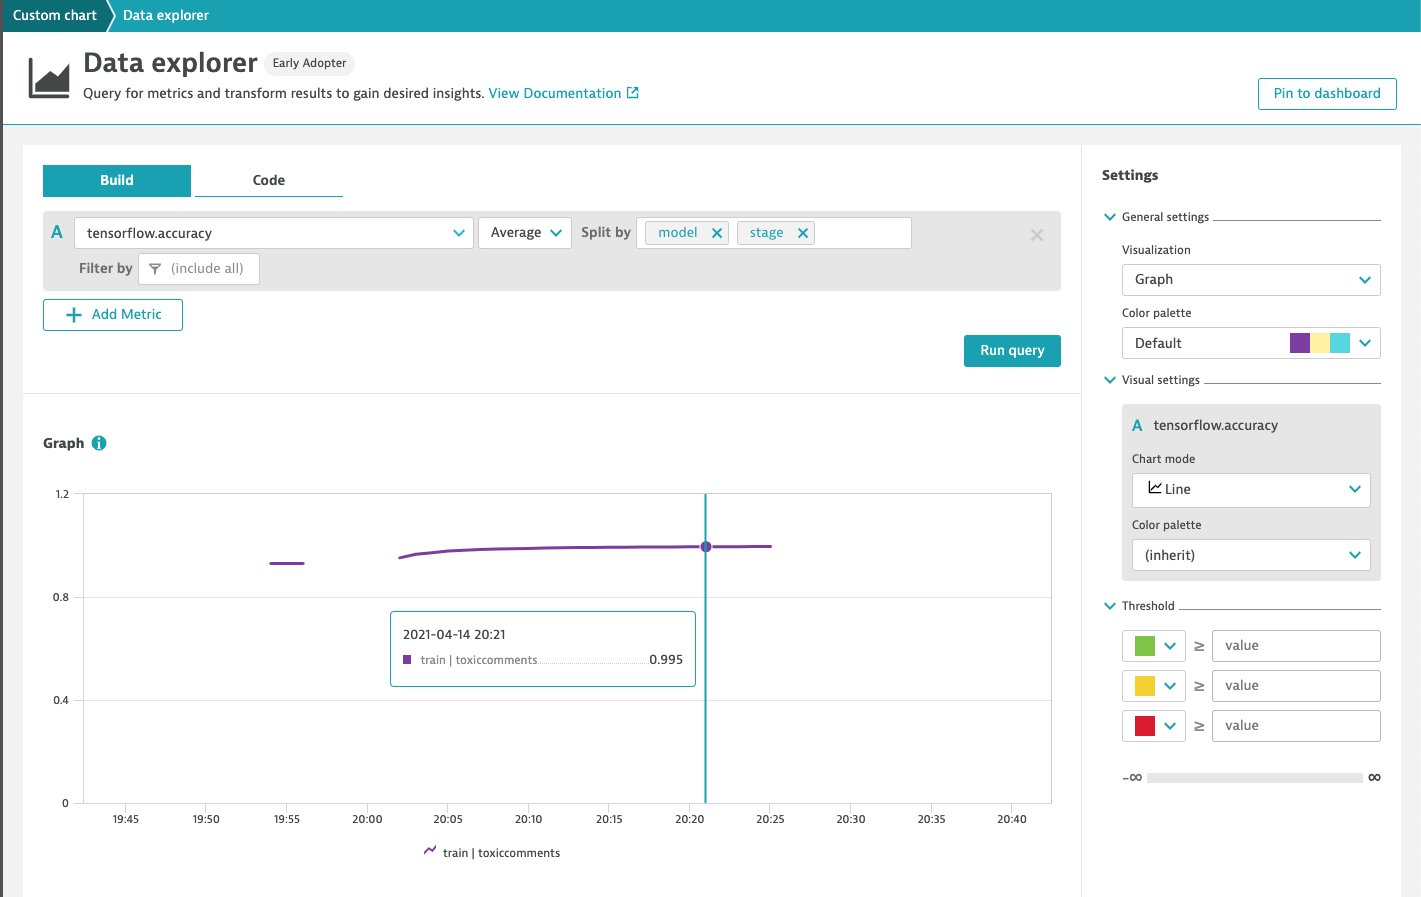 Custom chart
Data explorer
Data explorer Early Adopter
Query for metrics and transform results to gain desired insights. View Documentation
Pin to dashboard
Build
Code
A tensorflow.accuracy Average Split by model stage
Filter by (include all)
Add Metric
Run query
Graph
1.2
0.8
0.4
0
2021-04-14 20:21
train | toxiccomments 0.995
19:45 19:50 19:55 20:00 20:05 20:10 20:15 20:20 20:25 20:30 20:35 20:40
train | toxiccomments
Settings
General settings
Visualization
Graph
Color palette
Default
Visual settings
A tensorflow.accuracy
Chart mode
Line
Color palette
(inherit)
Threshold
≥ value
≥ value
≥ value
-∞ ∞